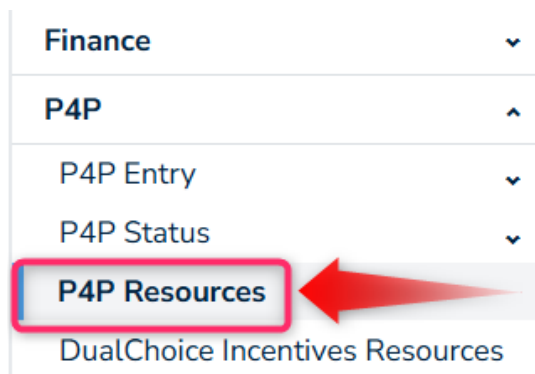 Finance
P4P
P4P Entry
P4P Status
P4P Resources
DualChoice Incentives Resources